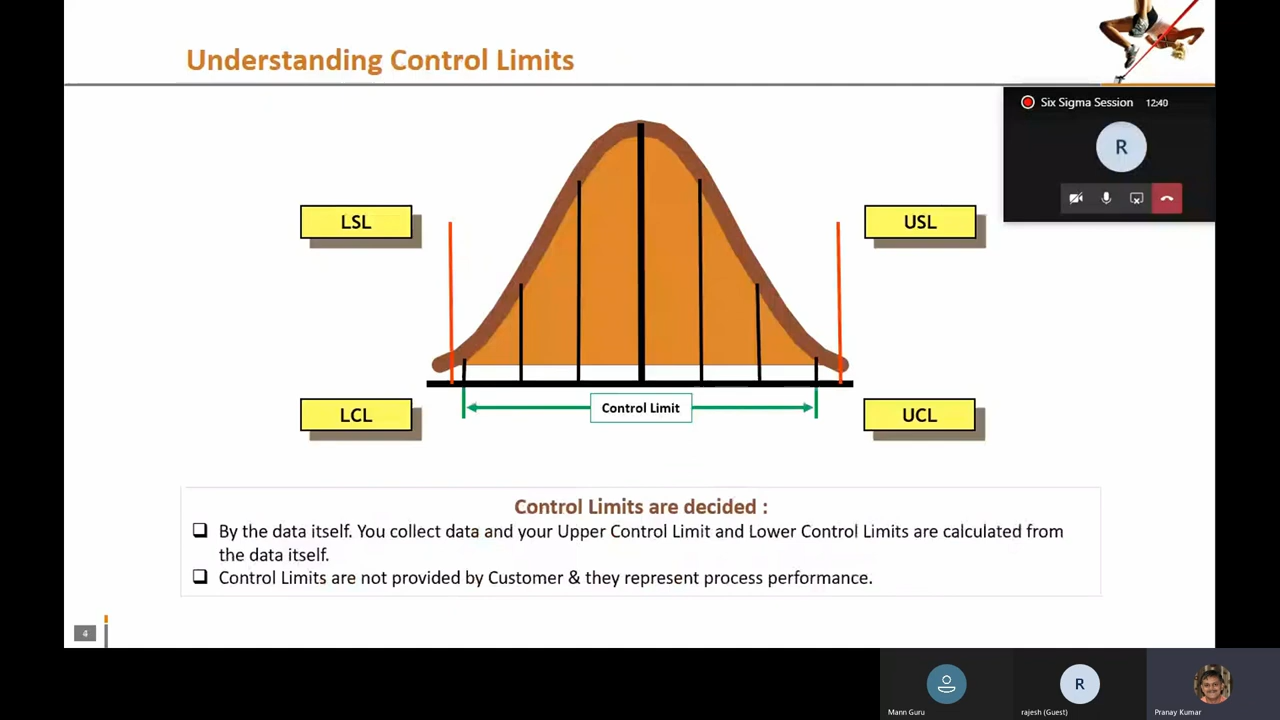 Understanding Control Limits
Six Sigma Session 12:40
R
LSL
USL
LCL
Control Limit
UCL
Control Limits are decided :
By the data itself. You collect data and your Upper Control Limit and Lower Control Limits are calculated from
the data itself.
Control Limits are not provided by Customer & they represent process performance.
4
R
Mann Guru
rajesh (Guest)
Pranay Kumar